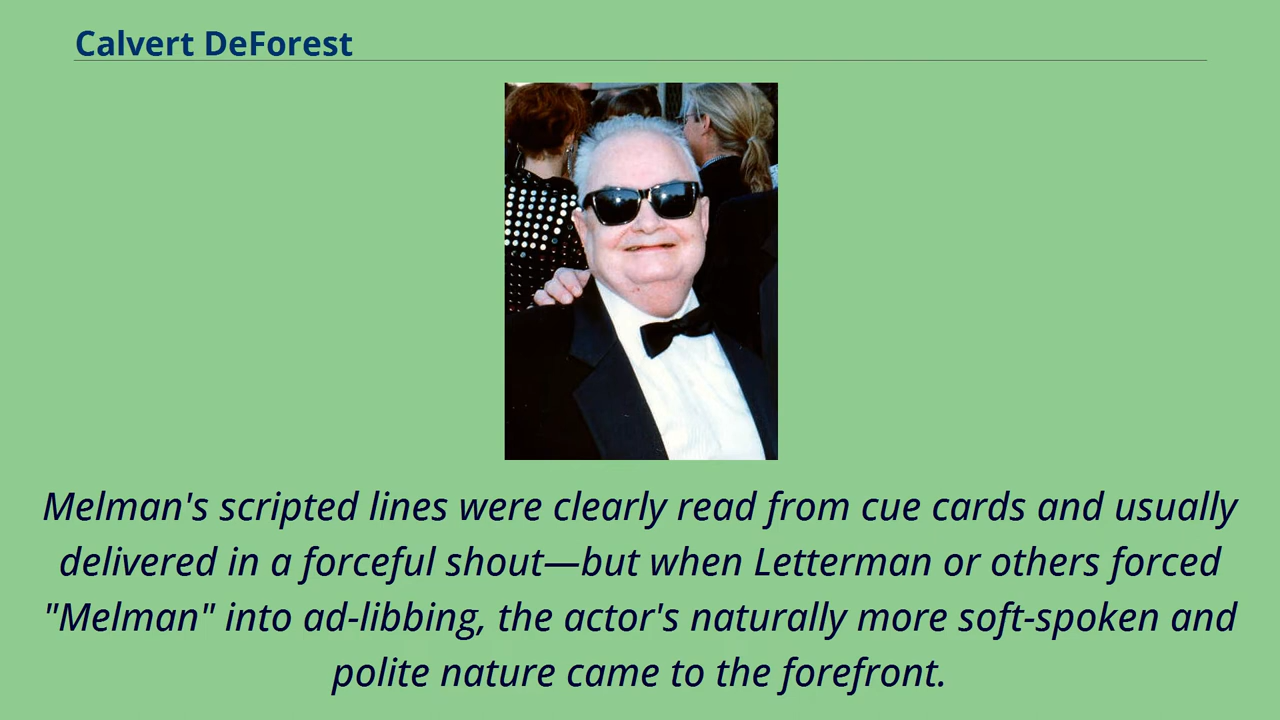 Calvert DeForest
Melman's scripted lines were clearly read from cue cards and usually
delivered in a forceful shout—but when Letterman or others forced
"Melman" into ad-libbing, the actor's naturally more soft-spoken and
polite nature came to the forefront.